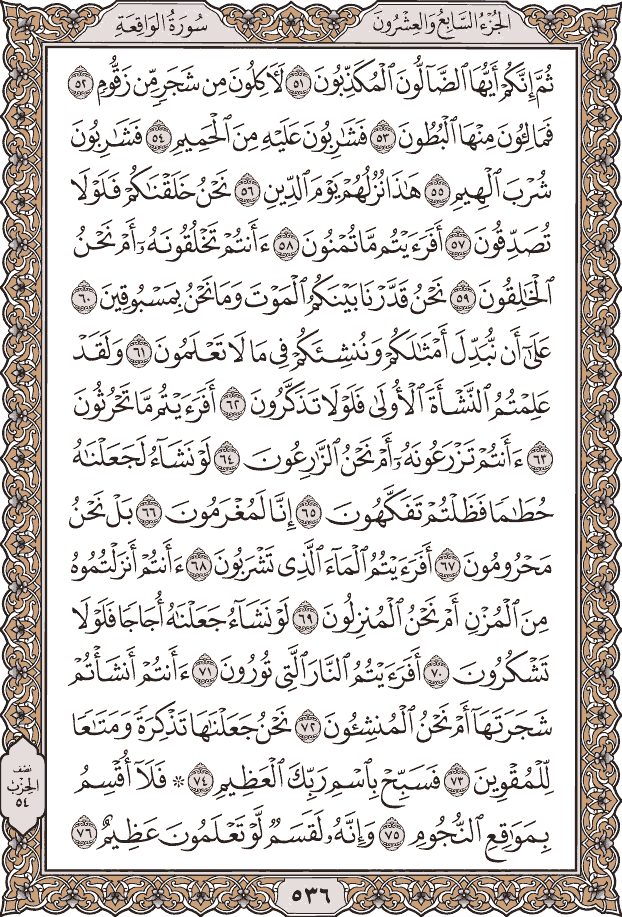 سُورَةُ الوَاقِعَةِ
الجُزْءُ السَّابِعُ وَالعِشْرُونَ
ثُمَّ إِنَّكُمْ أَيُّهَا ٱلضَّآلُّونَ ٱلْمُكَذِّبُونَ ٥١ لَأٓكِلُونَ مِن شَجَرٍ مِّن زَقُّومٍ ٥٢
فَمَالِـُٔونَ مِنْهَا ٱلْبُطُونَ ٥٣ فَشَٰرِبُونَ عَلَيْهِ مِنَ ٱلْحَمِيمِ ٥٤ فَشَٰرِبُونَ
شُرْبَ ٱلْهِيمِ ٥٥ هَٰذَا نُزُلُهُمْ يَوْمَ ٱلدِّينِ ٥٦ نَحْنُ خَلَقْنَٰكُمْ فَلَوْلَا
تُصَدِّقُونَ ٥٧ أَفَرَءَيْتُم مَّا تُمْنُونَ ٥٨ ءَأَنتُمْ تَخْلُقُونَهُۥٓ أَمْ نَحْنُ
ٱلْخَٰلِقُونَ ٥٩ نَحْنُ قَدَّرْنَا بَيْنَكُمُ ٱلْمَوْتَ وَمَا نَحْنُ بِمَسْبُوقِينَ ٦٠
عَلَىٰٓ أَن نُّبَدِّلَ أَمْثَٰلَكُمْ وَنُنشِئَكُمْ فِى مَا لَا تَعْلَمُونَ ٦١ وَلَقَدْ
عَلِمْتُمُ ٱلنَّشْأَةَ ٱلْأُولَىٰ فَلَوْلَا تَذَكَّرُونَ ٦٢ أَفَرَءَيْتُم مَّا تَحْرُثُونَ
٦٣ ءَأَنتُمْ تَزْرَعُونَهُۥٓ أَمْ نَحْنُ ٱلزَّٰرِعُونَ ٦٤ لَوْ نَشَآءُ لَجَعَلْنَٰهُ
حُطَٰمًا فَظَلْتُمْ تَفَكَّهُونَ ٦٥ إِنَّا لَمُغْرَمُونَ ٦٦ بَلْ نَحْنُ
مَحْرُومُونَ ٦٧ أَفَرَءَيْتُمُ ٱلْمَآءَ ٱلَّذِى تَشْرَبُونَ ٦٨ ءَأَنتُمْ أَنزَلْتُمُوهُ
مِنَ ٱلْمُزْنِ أَمْ نَحْنُ ٱلْمُنزِلُونَ ٦٩ لَوْ نَشَآءُ جَعَلْنَٰهُ أُجَاجًا فَلَوْلَا
تَشْكُرُونَ ٧٠ أَفَرَءَيْتُمُ ٱلنَّارَ ٱلَّتِى تُورُونَ ٧١ ءَأَنتُمْ أَنشَأْتُمْ
شَجَرَتَهَآ أَمْ نَحْنُ ٱلْمُنشِـُٔونَ ٧٢ نَحْنُ جَعَلْنَٰهَا تَذْكِرَةً وَمَتَٰعًا
لِّلْمُقْوِينَ ٧٣ فَسَبِّحْ بِٱسْمِ رَبِّكَ ٱلْعَظِيمِ ٧٤ ۞ فَلَآ أُقْسِمُ
بِمَوَٰقِعِ ٱلنُّجُومِ ٧٥ وَإِنَّهُۥ لَقَسَمٌ لَّوْ تَعْلَمُونَ عَظِيمٌ ٧٦
نصف
الحزب
٥٤
٥٣٦